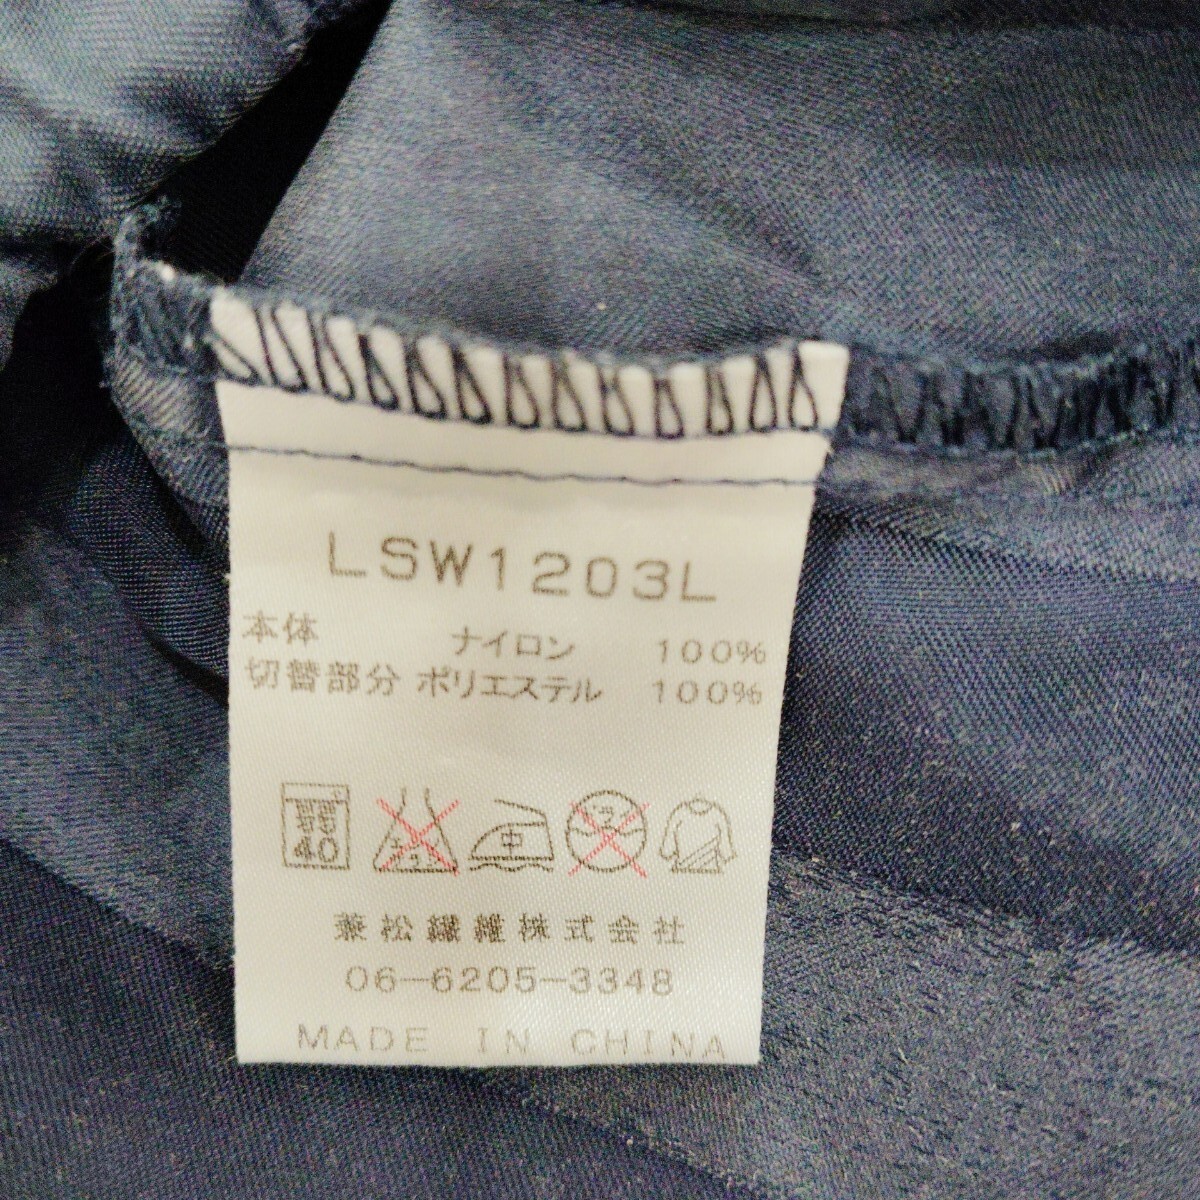 LSW1203L
本体 ナイロン 100%
切替部分 ポリエステル 100%
40
中
兼松繊維株式会社
06-6205-3348
MADE IN CHINA